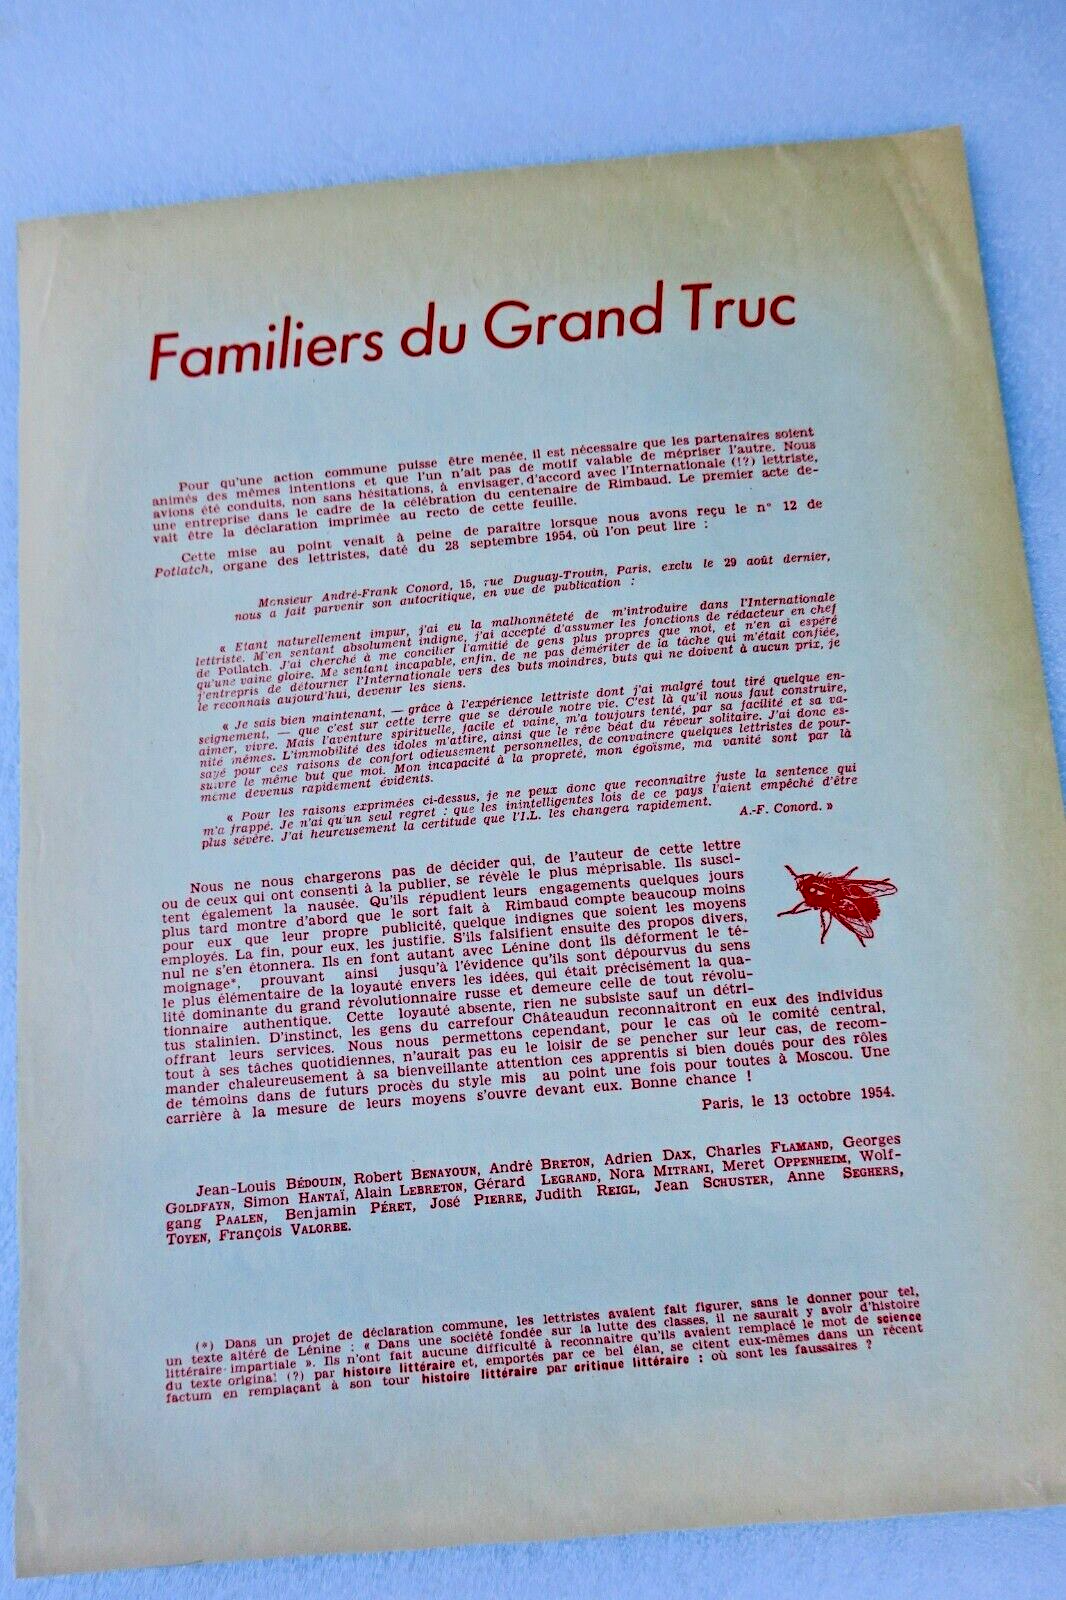 Familiers du Grand Truc
Pour qu'une action commune puisse être menée, il est nécessaire que les partenaires soient
animés des mêmes intentions et que l'un n'ait pas de motif valable de mépriser l'autre. Nous
avions été conduits, non sans hésitations, à envisager, d'accord avec l'Internationale (!?) lettriste,
une entreprise dans le cadre de la célébration du centenaire de Rimbaud. Le premier acte de-
vait être la déclaration imprimée au recto de cette feuille.
Cette mise au point venait à peine de paraître lorsque nous avons reçu le n° 12 de
Potlatch, organe des lettristes, daté du 28 septembre 1954, où l'on peut lire :
Monsieur André-Frank Conord, 15, rue Duguay-Trouin, Paris, exclu le 29 août dernier,
nous a fait parvenir son autocritique, en vue de publication :
« Etant naturellement impur, j'ai eu la malhonnêteté de m'introduire dans l'Internationale
lettriste. M'en sentant absolument indigne, j'ai accepté d'assumer les fonctions de rédacteur en chef
de Potlatch. J'ai cherché à me concilier l'amitié de gens plus propres que moi, et n'en ai espéré
qu'une vaine gloire. Me sentant incapable, enfin, de ne pas démériter de la tâche qui m'était confiée,
j'entrepris de détourner l'Internationale vers des buts moindres, buts qui ne doivent à aucun prix, je
le reconnais aujourd'hui, devenir les siens.
« Je sais bien maintenant, — grâce à l'expérience lettriste dont j'ai malgré tout tiré quelque en-
seignement, — que c'est sur cette terre que se déroule notre vie. C'est là qu'il nous faut construire,
aimer, vivre. Mais l'aventure spirituelle, facile et vaine, m'a toujours tenté, par sa facilité et sa va-
nité mêmes. L'immobilité des idoles m'attire, ainsi que le rêve béat du rêveur solitaire. J'ai donc es-
sayé pour ces raisons de confort odieusement personnelles, de convaincre quelques lettristes de pour-
suivre le même but que moi. Mon incapacité à la propreté, mon égoïsme, ma vanité sont par là
même devenus rapidement évidents.
« Pour les raisons exprimées ci-dessus, je ne peux donc que reconnaître juste la sentence qui
m'a frappé. Je n'ai qu'un seul regret : que les inintelligentes lois de ce pays l'aient empêché d'être
plus sévère. J'ai heureusement la certitude que l'I.L. les changera rapidement.
A.-F. Conord. »
Nous ne nous chargerons pas de décider qui, de l'auteur de cette lettre
ou de ceux qui ont consenti à la publier, se révèle le plus méprisable. Ils susci-
tent également la nausée. Qu'ils répudient leurs engagements quelques jours
plus tard montre d'abord que le sort fait à Rimbaud compte beaucoup moins
pour eux que leur propre publicité, quelque indignes que soient les moyens
employés. La fin, pour eux, les justifie. S'ils falsifient ensuite des propos divers,
nul ne s'en étonnera. Ils en font autant avec Lénine dont ils déforment le té-
moignage*, prouvant ainsi jusqu'à l'évidence qu'ils sont dépourvus du sens
le plus élémentaire de la loyauté envers les idées, qui était précisément la qua-
lité dominante du grand révolutionnaire russe et demeure celle de tout révolu-
tionnaire authentique. Cette loyauté absente, rien ne subsiste sauf un détri-
tus stalinien. D'instinct, les gens du carrefour Châteaudun reconnaîtront en eux des individus
offrant leurs services. Nous nous permettons cependant, pour le cas où le comité central,
tout à ses tâches quotidiennes, n'aurait pas eu le loisir de se pencher sur leur cas, de recom-
mander chaleureusement à sa bienveillante attention ces apprentis si bien doués pour des rôles
de témoins dans de futurs procès du style mis au point une fois pour toutes à Moscou. Une
carrière à la mesure de leurs moyens s'ouvre devant eux. Bonne chance !
Paris, le 13 octobre 1954.
Jean-Louis BÉDOUIN, Robert BENAYOUN, André BRETON, Adrien DAX, Charles FLAMAND, Georges
GOLDFAYN, Simon HANTAÏ, Alain LEBRETON, Gérard LEGRAND, Nora MITRANI, Meret OPPENHEIM, Wolf-
gang PAALEN, Benjamin PÉRET, José PIERRE, Judith REIGL, Jean SCHUSTER, Anne SEGHERS,
TOYEN, François VALORBE.
(*) Dans un projet de déclaration commune, les lettristes avaient fait figurer, sans le donner pour tel,
un texte altéré de Lénine : « Dans une société fondée sur la lutte des classes, il ne saurait y avoir d'histoire
littéraire impartiale ». Ils n'ont fait aucune difficulté à reconnaître qu'ils avaient remplacé le mot de science
du texte original (?) par histoire littéraire et, emportés par ce bel élan, se citent eux-mêmes dans un récent
factum en remplaçant à son tour histoire littéraire par critique littéraire : où sont les faussaires ?